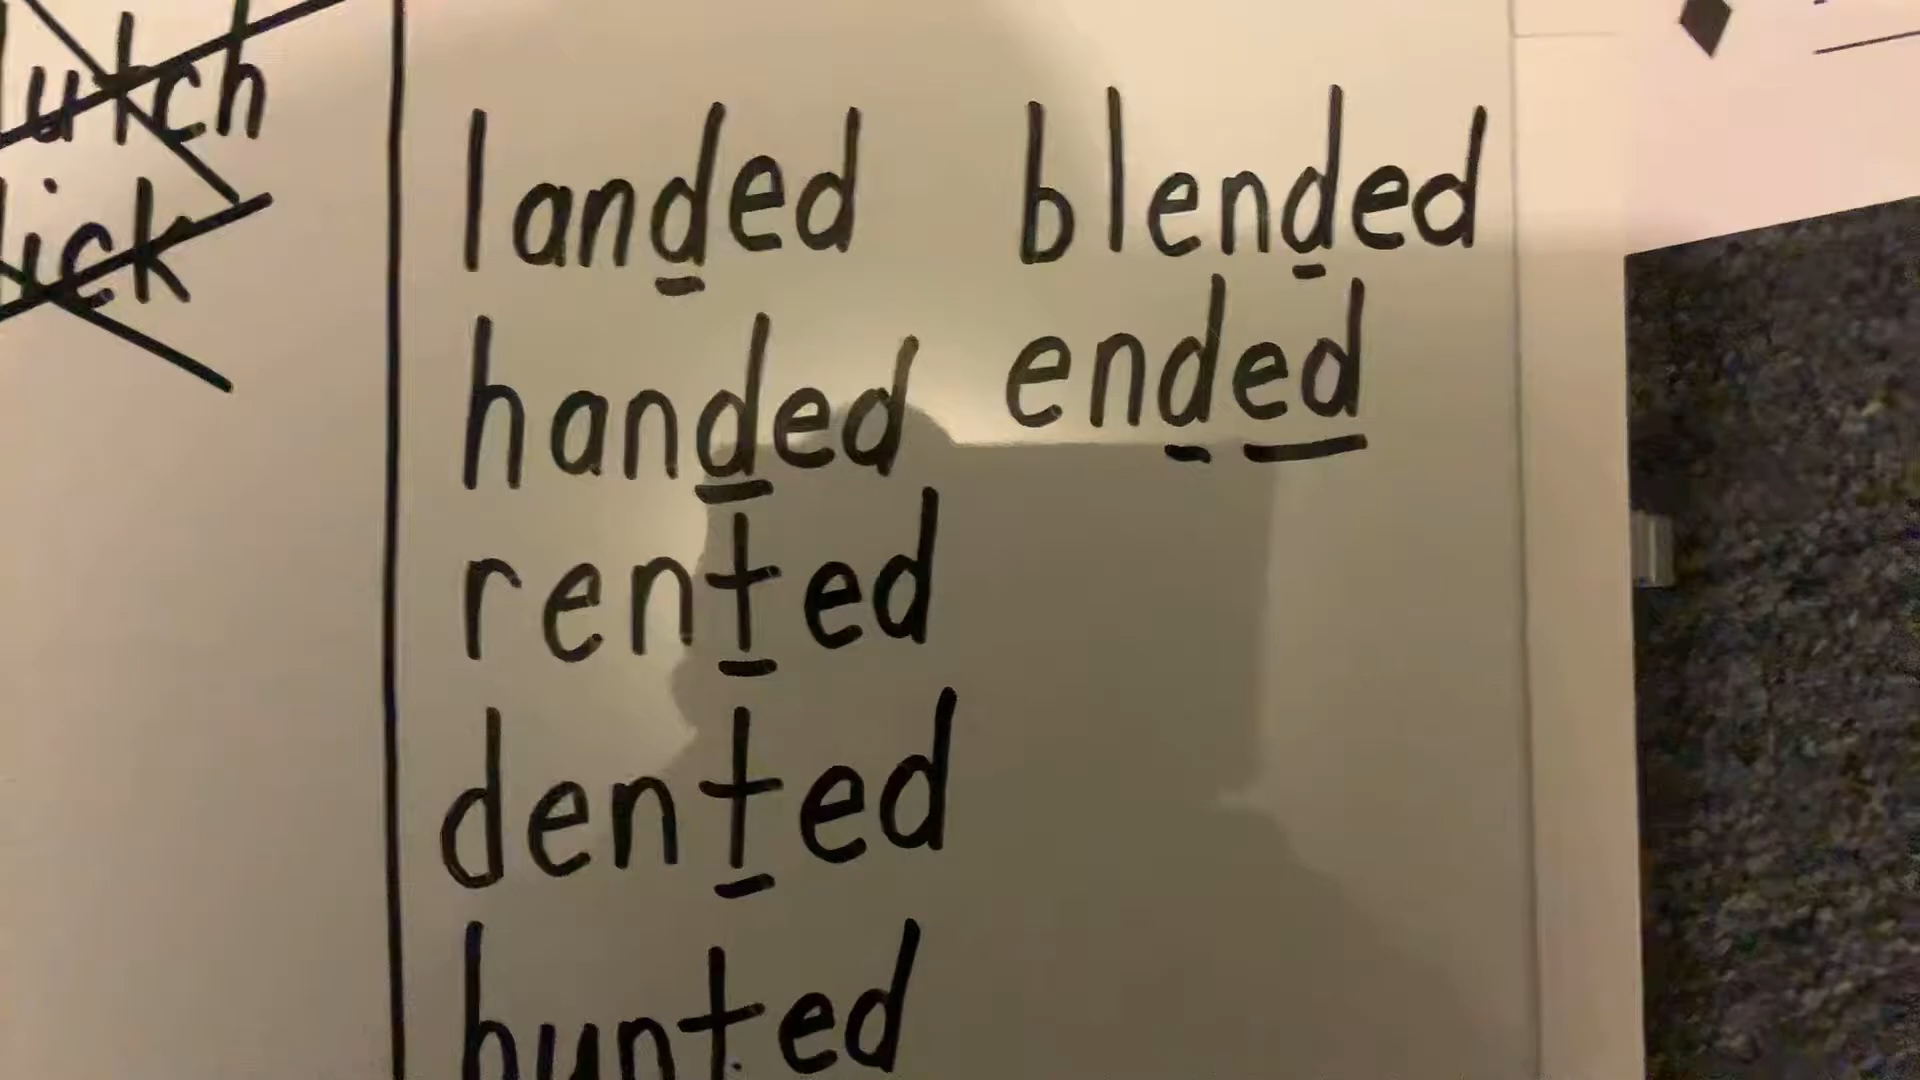 landed blended
handed ended
rented
dented
hunted